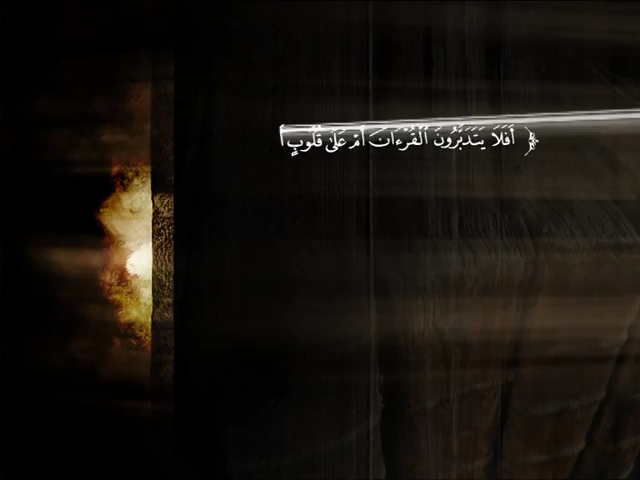 ﴿ أَفَلَا يَتَدَبَّرُونَ ٱلْقُرْءَانَ أَمْ عَلَىٰ قُلُوبٍ